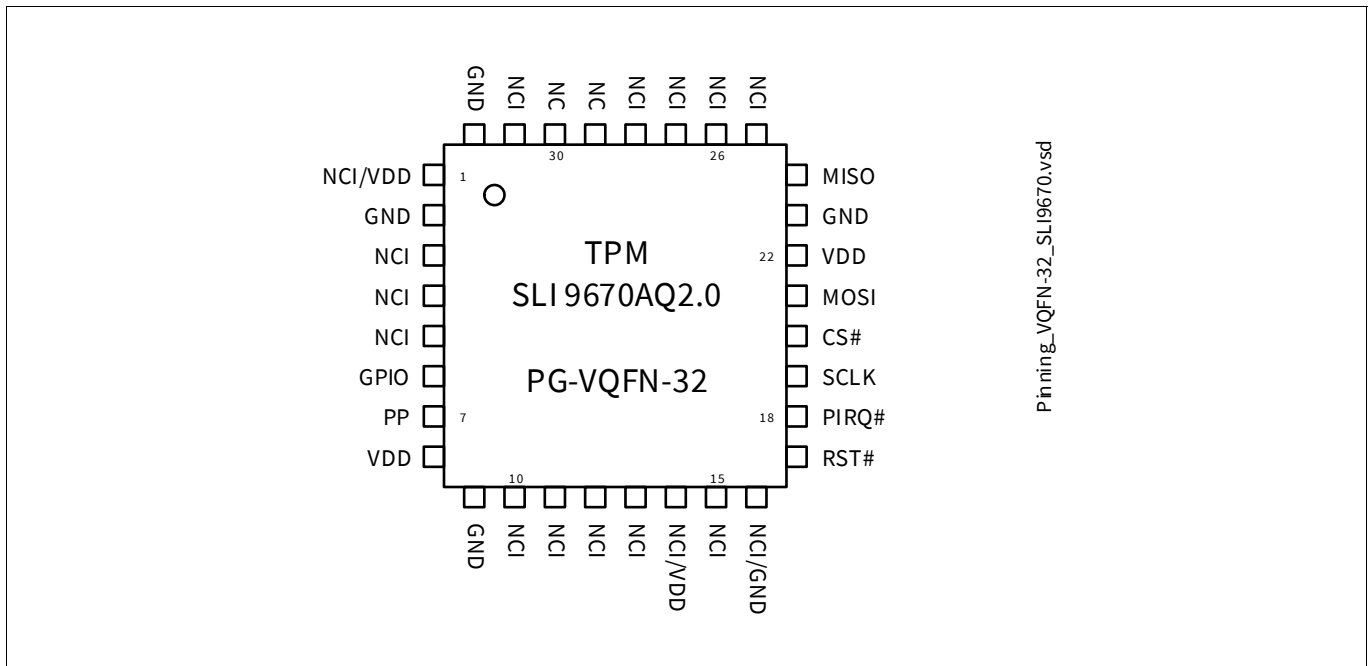 GND
NCI
NC
NC
NCI
NCI
NCI
NCI
30
26
NCI/VDD
1
MISO
GND
GND
NCI
TPM
22
VDD
NCI
SLI 9670AQ2.0
MOSI
NCI
CS#
GPIO
PG-VQFN-32
SCLK
PP
7
18
PIRQ#
VDD
RST#
10
15
GND
NCI
NCI
NCI
NCI
NCI/VDD
NCI
NCI/GND
Pinning_VQFN-32_SLI9670.vsd